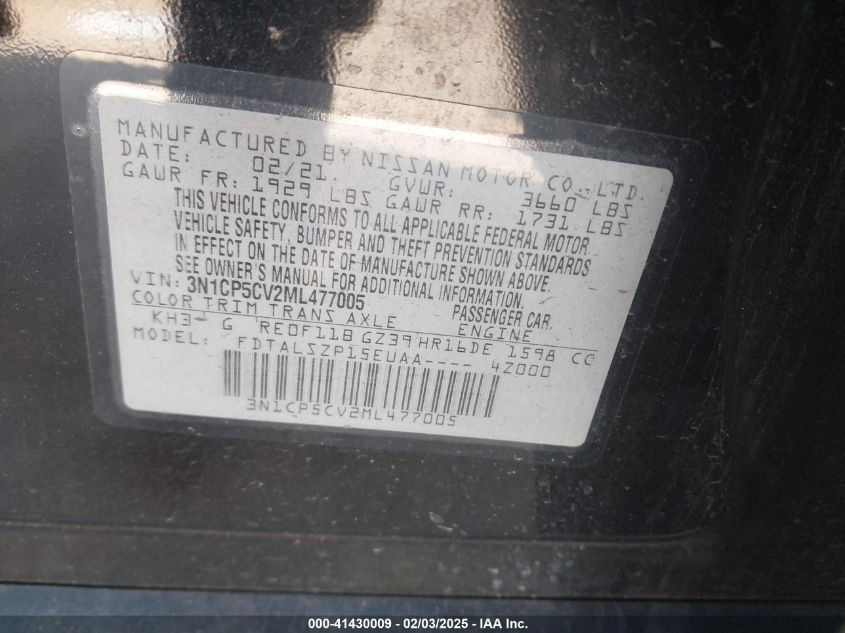 MANUFACTURED BY NISSAN MOTOR CO., LTD.
DATE: 02/21 GVWR: 3660 LBS
GAWR FR: 1929 LBS GAWR RR: 1731 LBS
THIS VEHICLE CONFORMS TO ALL APPLICABLE FEDERAL MOTOR
VEHICLE SAFETY, BUMPER AND THEFT PREVENTION STANDARDS
IN EFFECT ON THE DATE OF MANUFACTURE SHOWN ABOVE.
SEE OWNER'S MANUAL FOR ADDITIONAL INFORMATION.
VIN: 3N1CP5CV2ML477005 PASSENGER CAR.
COLOR TRIM TRANS AXLE ENGINE
KH3- G RE0F11B GZ39 HR16DE 1598 CC
MODEL: FDTALSZP15EUAA---- 4Z000
3N1CP5CV2ML477005
000-41430009 - 02/03/2025 - IAA Inc.